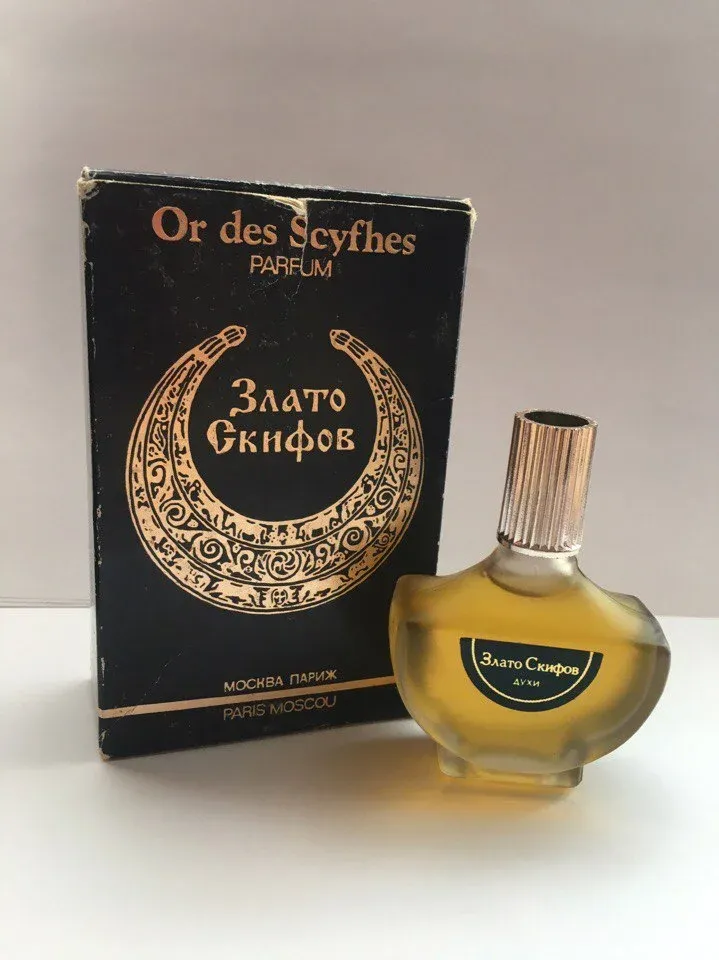 Or des Scyfhes
PARFUM
Злато
Скифов
МОСКВА ПАРИЖ
PARIS MOSCOU
Злато Скифов
ДУХИ